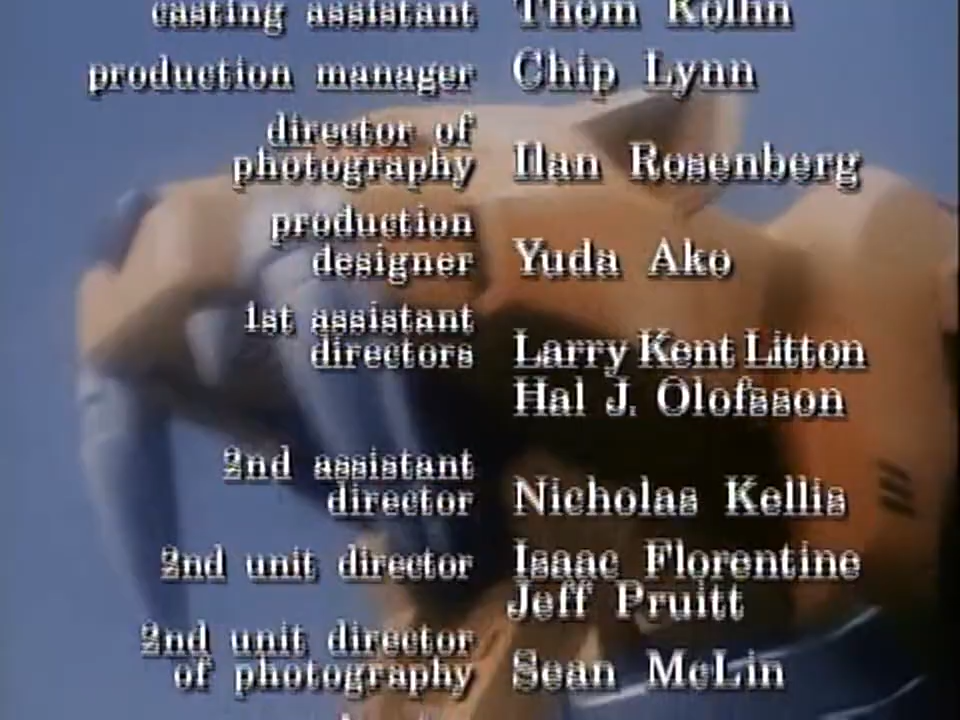 casting assistant Thom Rolhn
production manager Chip Lynn
director of
photography Ilan Rosenberg
production
designer Yuda Ako
1st assistant
directors Larry Kent Litton
Hal J. Olofsson
2nd assistant
director Nicholas Kellis
2nd unit director Isaac Florentine
Jeff Pruitt
2nd unit director
of photography Sean McLin